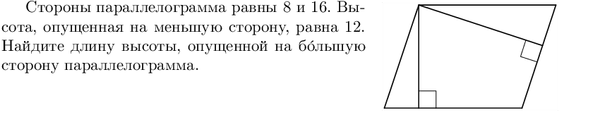 Стороны параллелограмма равны 8 и 16. Вы-
сота, опущенная на меньшую сторону, равна 12.
Найдите длину высоты, опущенной на бо́льшую
сторону параллелограмма.